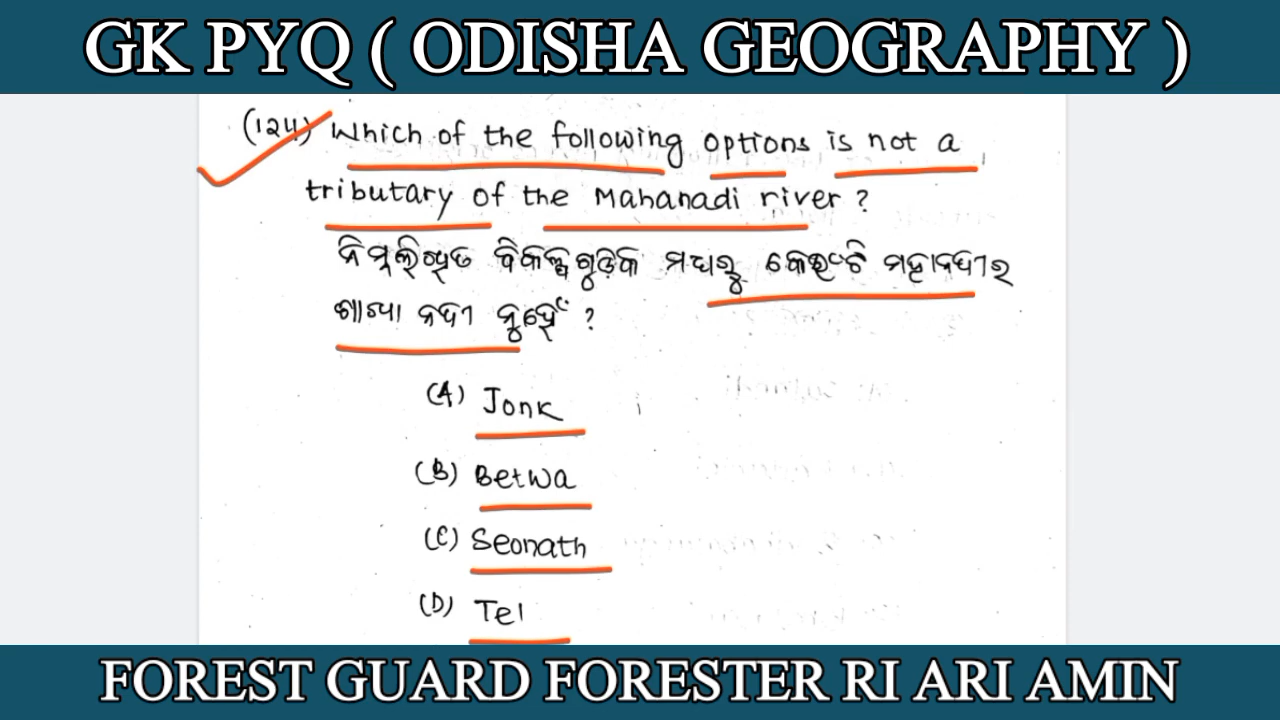 GK PYQ ( ODISHA GEOGRAPHY )
(124) Which of the following options is not a
tributary of the Mahanadi river ?
ନିମ୍ନଲିଖିତ ବିକଳ୍ପଗୁଡ଼ିକ ମଧ୍ୟରୁ କେଉଂଟି ମହାନଦୀର
ଶାଖା ନଦୀ ନୁହେଁ ?
(A) Jonk
(B) Betwa
(C) Seonath
(D) Tel
FOREST GUARD FORESTER RI ARI AMIN